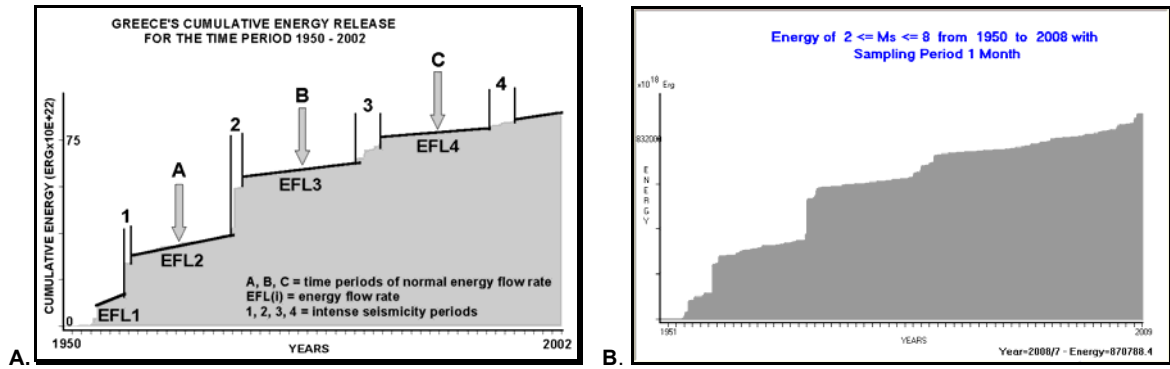 GREECE'S CUMULATIVE ENERGY RELEASE
FOR THE TIME PERIOD 1950 - 2002
CUMULATIVE ENERGY (ERGx10E+22)
75
0
1
A
2
B
3
C
4
EFL1
EFL2
EFL3
EFL4
A, B, C = time periods of normal energy flow rate
EFL(i) = energy flow rate
1, 2, 3, 4 = intense seismicity periods
1950
YEARS
2002
A.
Energy of 2 <= Ms <= 8 from 1950 to 2008 with
Sampling Period 1 Month
x10^18 Erg
832000
ENERGY
1951
YEARS
2009
Year=2008/7 - Energy=870788.4
B.